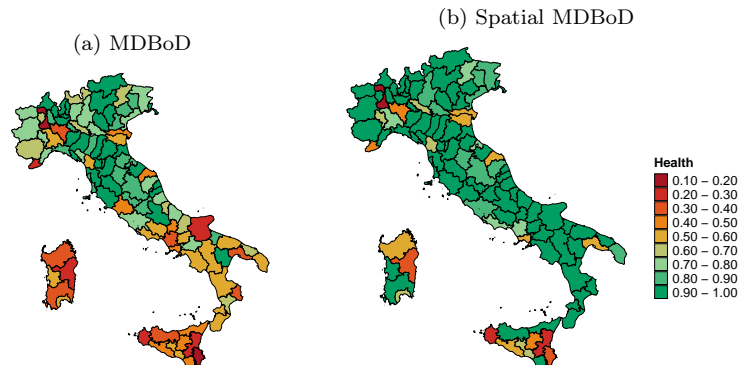 (a) MDBoD
(b) Spatial MDBoD
Health
0.10 – 0.20
0.20 – 0.30
0.30 – 0.40
0.40 – 0.50
0.50 – 0.60
0.60 – 0.70
0.70 – 0.80
0.80 – 0.90
0.90 – 1.00